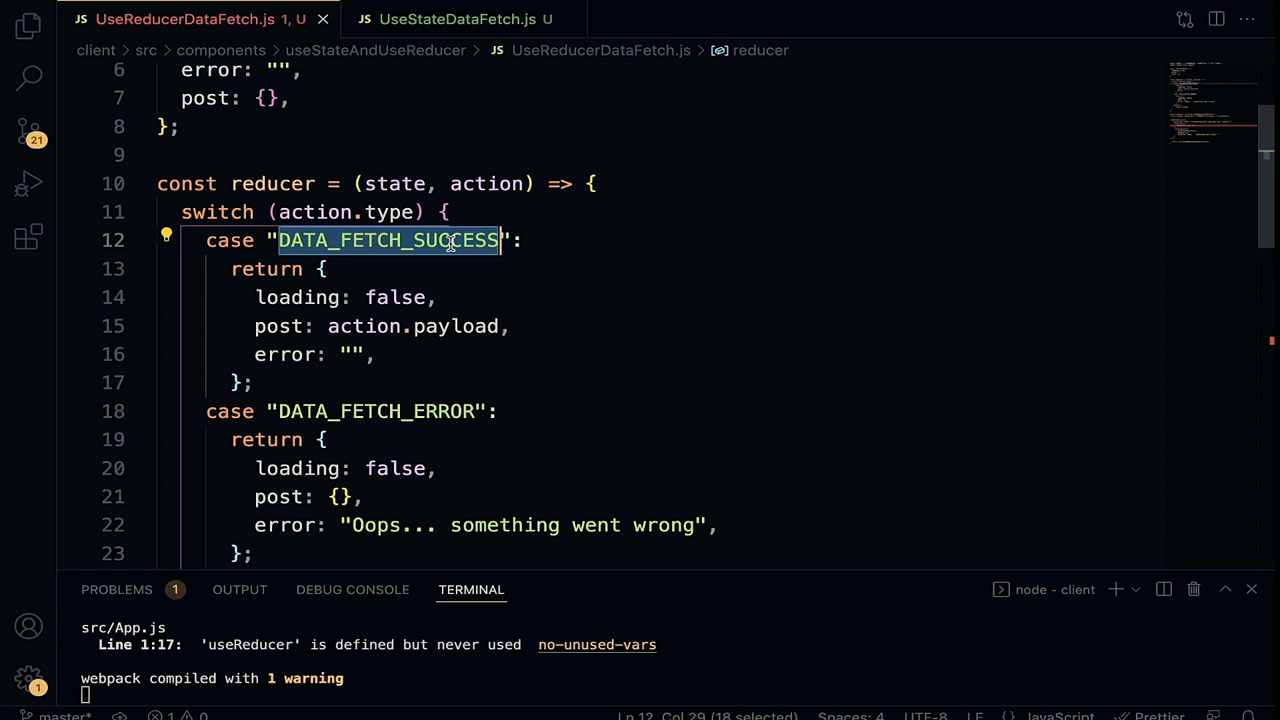 JS UseReducerDataFetch.js 1, U × JS UseStateDataFetch.js U
client > src > components > useStateAndUseReducer > JS UseReducerDataFetch.js > reducer
6 error: "",
7 post: {},
8 };
9
10 const reducer = (state, action) => {
11 switch (action.type) {
12 case "DATA_FETCH_SUCCESS":
13 return {
14 loading: false,
15 post: action.payload,
16 error: "",
17 };
18 case "DATA_FETCH_ERROR":
19 return {
20 loading: false,
21 post: {},
22 error: "Oops... something went wrong",
23 };
21
1
PROBLEMS 1 OUTPUT DEBUG CONSOLE TERMINAL node - client
src/App.js
Line 1:17: 'useReducer' is defined but never used no-unused-vars
webpack compiled with 1 warning
master* 1 0 Ln 12, Col 29 (18 selected) Spaces: 4 UTF-8 LF {} JavaScript Prettier